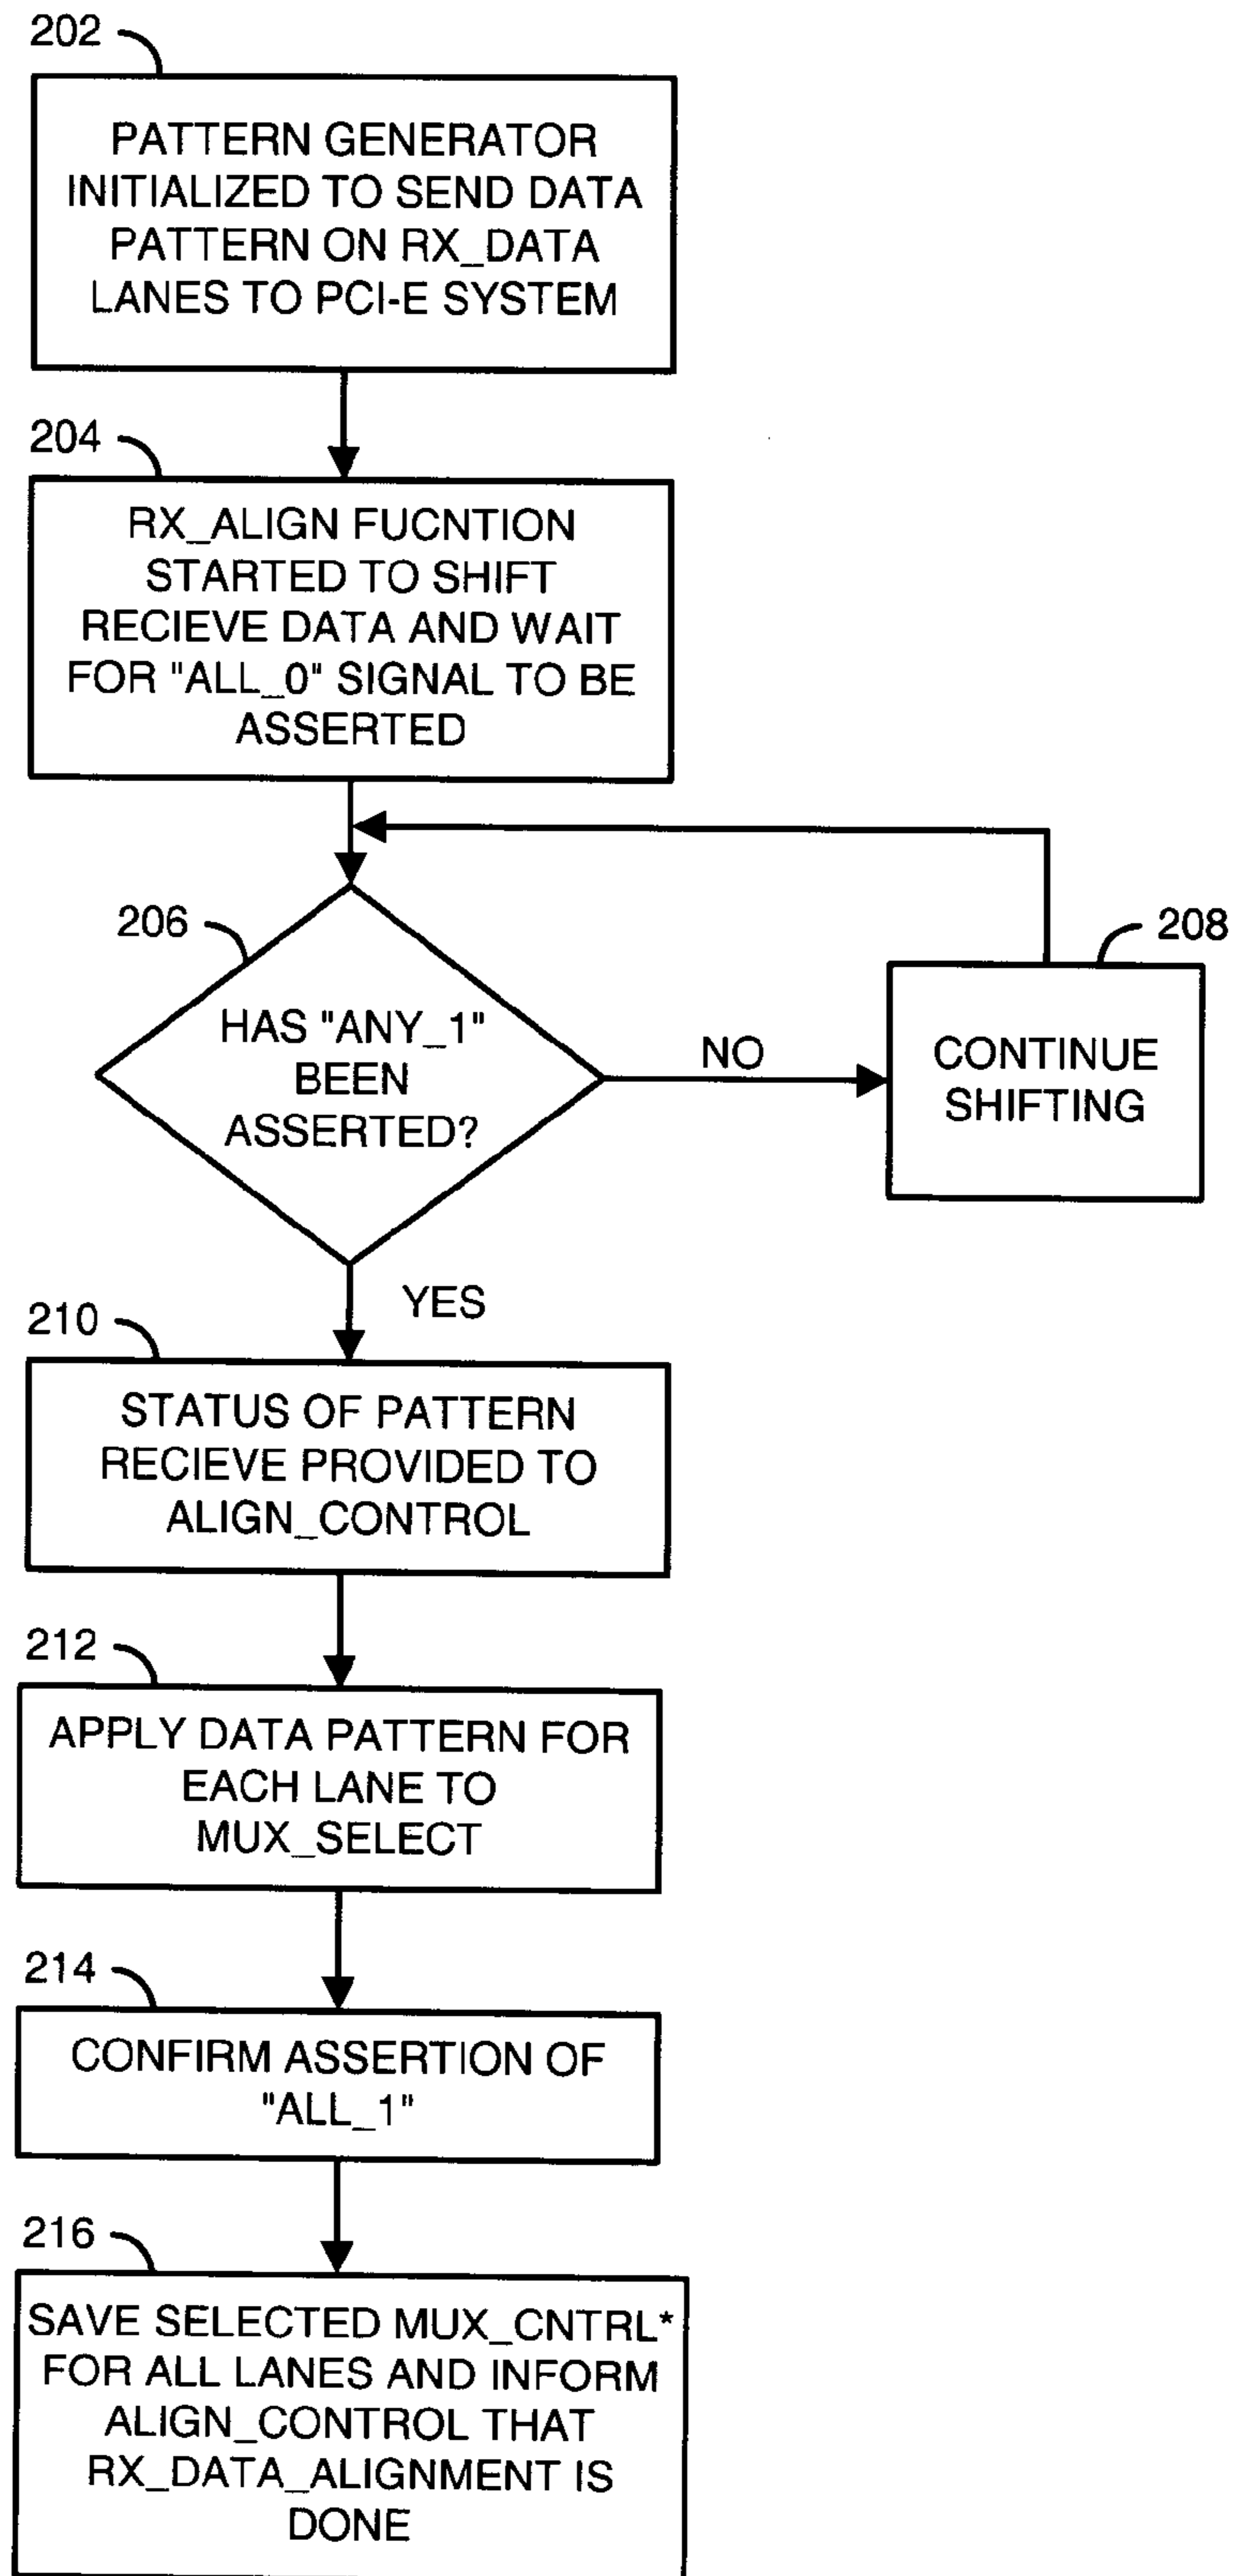 202
PATTERN GENERATOR
INITIALIZED TO SEND DATA
PATTERN ON RX_DATA
LANES TO PCI-E SYSTEM
204
RX_ALIGN FUCNTION
STARTED TO SHIFT
RECIEVE DATA AND WAIT
FOR "ALL_0" SIGNAL TO BE
ASSERTED
206
HAS "ANY_1"
BEEN
ASSERTED?
NO
208
CONTINUE
SHIFTING
YES
210
STATUS OF PATTERN
RECIEVE PROVIDED TO
ALIGN_CONTROL
212
APPLY DATA PATTERN FOR
EACH LANE TO
MUX_SELECT
214
CONFIRM ASSERTION OF
"ALL_1"
216
SAVE SELECTED MUX_CNTRL*
FOR ALL LANES AND INFORM
ALIGN_CONTROL THAT
RX_DATA_ALIGNMENT IS
DONE